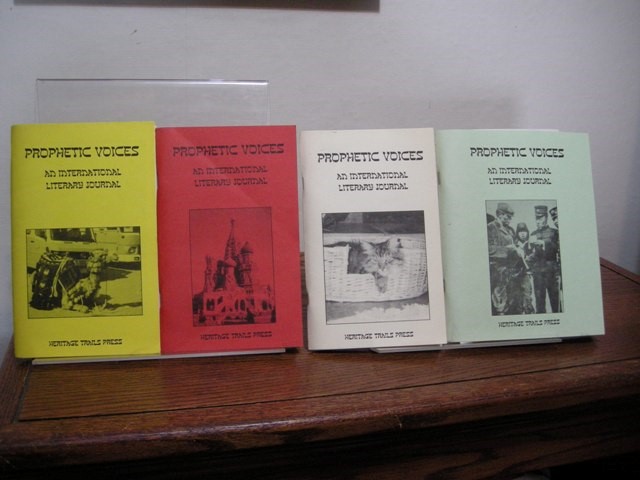 PROPHETIC VOICES
AN INTERNATIONAL
LITERARY JOURNAL
HERITAGE TRAILS PRESS
PROPHETIC VOICES
AN INTERNATIONAL
LITERARY JOURNAL
HERITAGE TRAILS PRESS
PROPHETIC VOICES
AN INTERNATIONAL
LITERARY JOURNAL
HERITAGE TRAILS PRESS
PROPHETIC VOICES
AN INTERNATIONAL
LITERARY JOURNAL
HERITAGE TRAILS PRESS